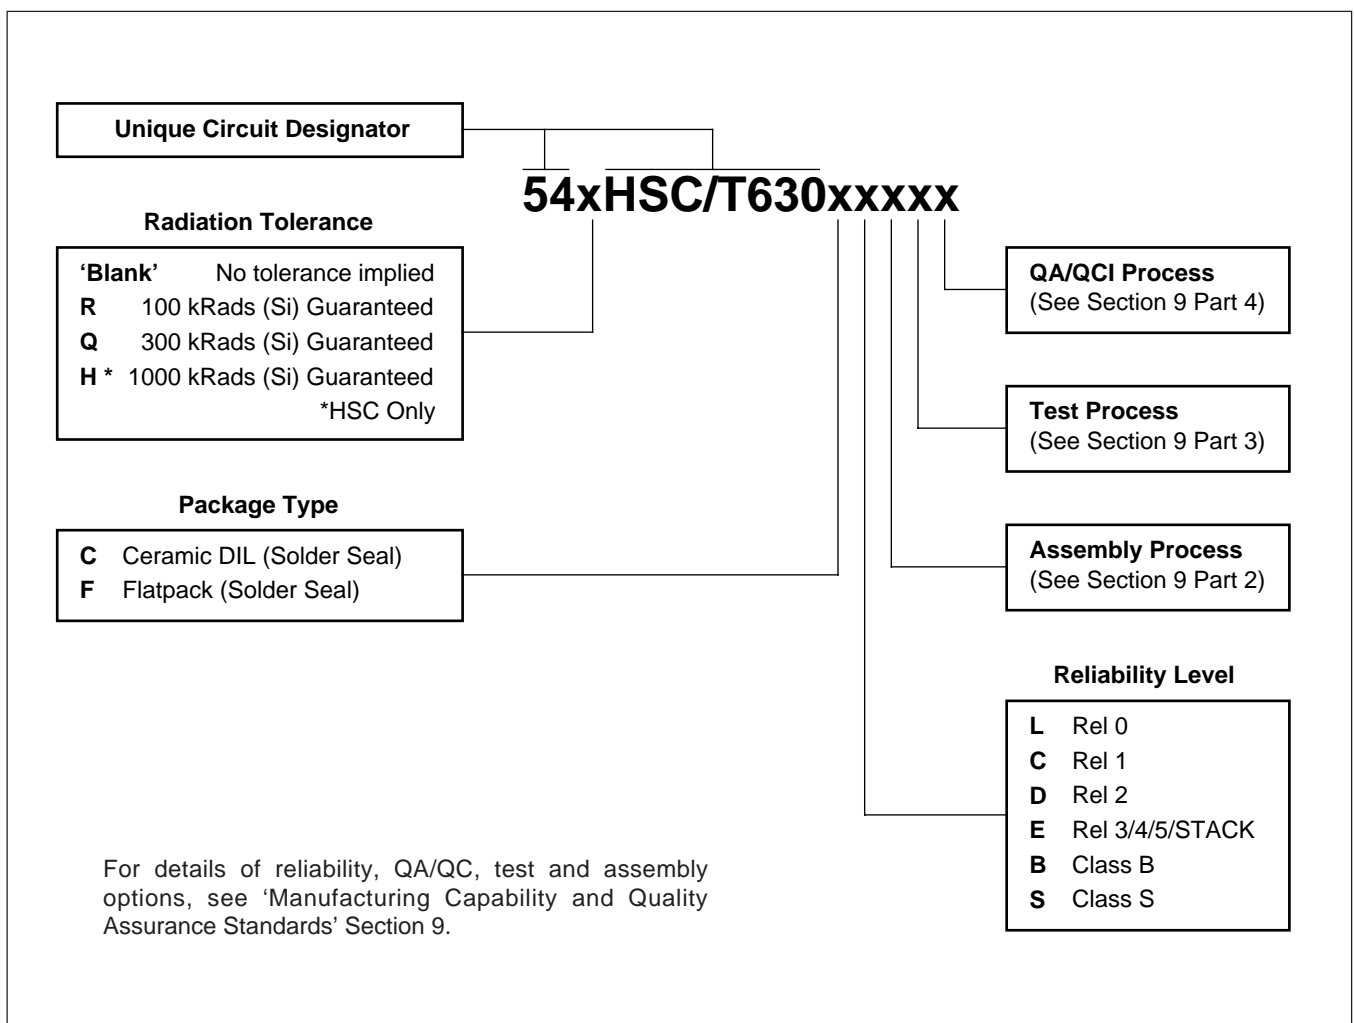 Unique Circuit Designator
54xHSC/T630xxxxx
Radiation Tolerance
‘Blank’ No tolerance implied
R 100 kRads (Si) Guaranteed
Q 300 kRads (Si) Guaranteed
H * 1000 kRads (Si) Guaranteed
*HSC Only
Package Type
C Ceramic DIL (Solder Seal)
F Flatpack (Solder Seal)
QA/QCI Process
(See Section 9 Part 4)
Test Process
(See Section 9 Part 3)
Assembly Process
(See Section 9 Part 2)
Reliability Level
L Rel 0
C Rel 1
D Rel 2
E Rel 3/4/5/STACK
B Class B
S Class S
For details of reliability, QA/QC, test and assembly
options, see ‘Manufacturing Capability and Quality
Assurance Standards’ Section 9.